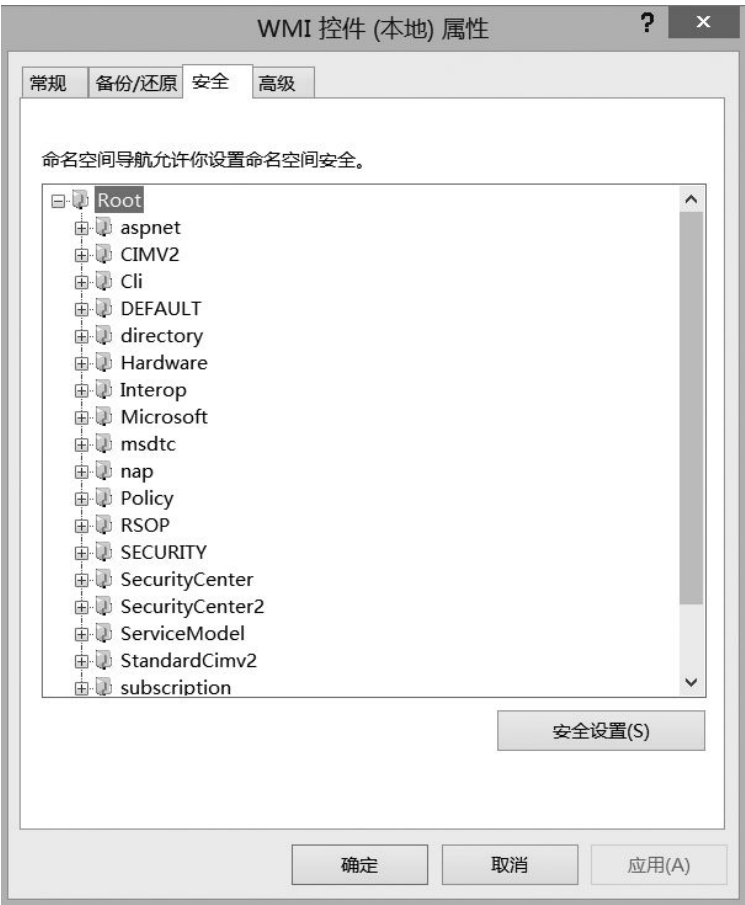 WMI 控件 (本地) 属性
? ×
常规 备份/还原 安全 高级
命名空间导航允许你设置命名空间安全。
Root
aspnet
CIMV2
Cli
DEFAULT
directory
Hardware
Interop
Microsoft
msdtc
nap
Policy
RSOP
SECURITY
SecurityCenter
SecurityCenter2
ServiceModel
StandardCimv2
subscription
安全设置(S)
确定 取消 应用(A)